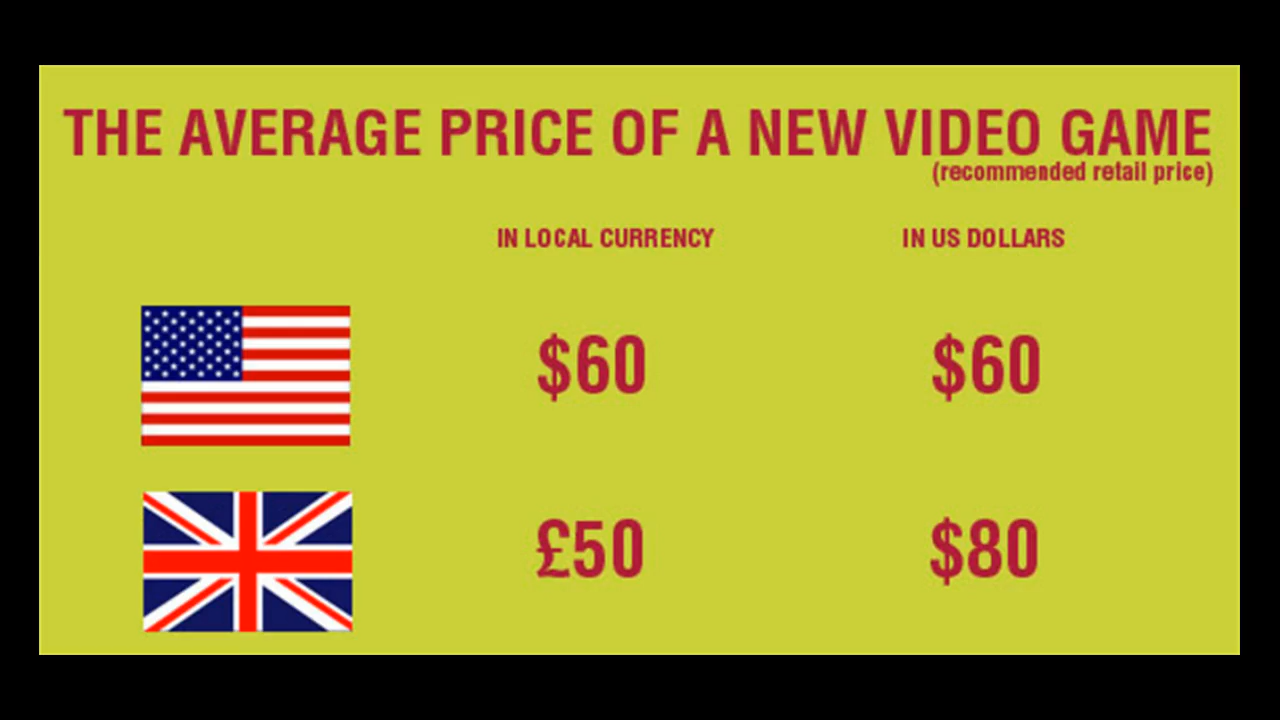 THE AVERAGE PRICE OF A NEW VIDEO GAME
(recommended retail price)
IN LOCAL CURRENCY IN US DOLLARS
$60 $60
£50 $80